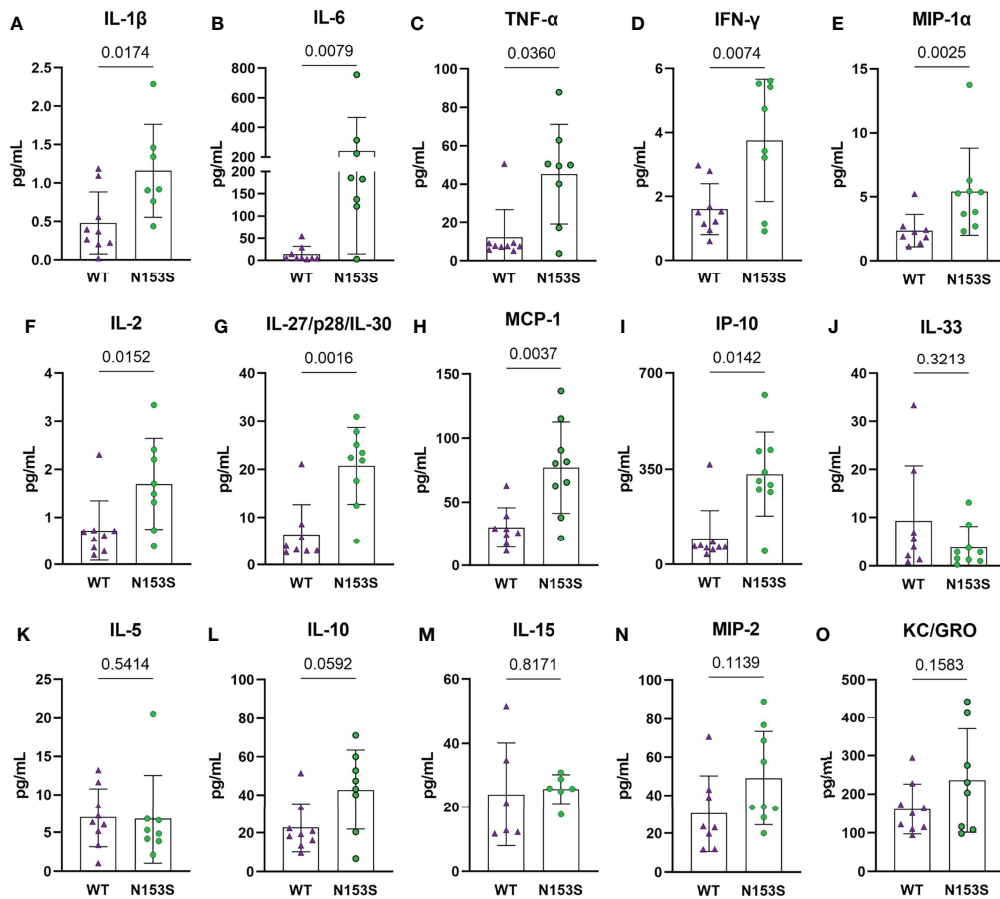 A IL-1β
0.0174
pg/mL
2.5
2.0
1.5
1.0
0.5
0.0
WT N153S
B IL-6
0.0079
pg/mL
800
600
400
200
200
150
100
50
0
WT N153S
C TNF-α
0.0360
pg/mL
100
80
60
40
20
0
WT N153S
D IFN-γ
0.0074
pg/mL
6
4
2
0
WT N153S
E MIP-1α
0.0025
pg/mL
15
10
5
0
WT N153S
F IL-2
0.0152
pg/mL
4
3
2
1
0
WT N153S
G IL-27/p28/IL-30
0.0016
pg/mL
40
30
20
10
0
WT N153S
H MCP-1
0.0037
pg/mL
150
100
50
0
WT N153S
I IP-10
0.0142
pg/mL
700
350
0
WT N153S
J IL-33
0.3213
pg/mL
40
30
20
10
0
WT N153S
K IL-5
0.5414
pg/mL
25
20
15
10
5
0
WT N153S
L IL-10
0.0592
pg/mL
100
80
60
40
20
0
WT N153S
M IL-15
0.8171
pg/mL
60
40
20
0
WT N153S
N MIP-2
0.1139
pg/mL
100
80
60
40
20
0
WT N153S
O KC/GRO
0.1583
pg/mL
500
400
300
200
100
0
WT N153S